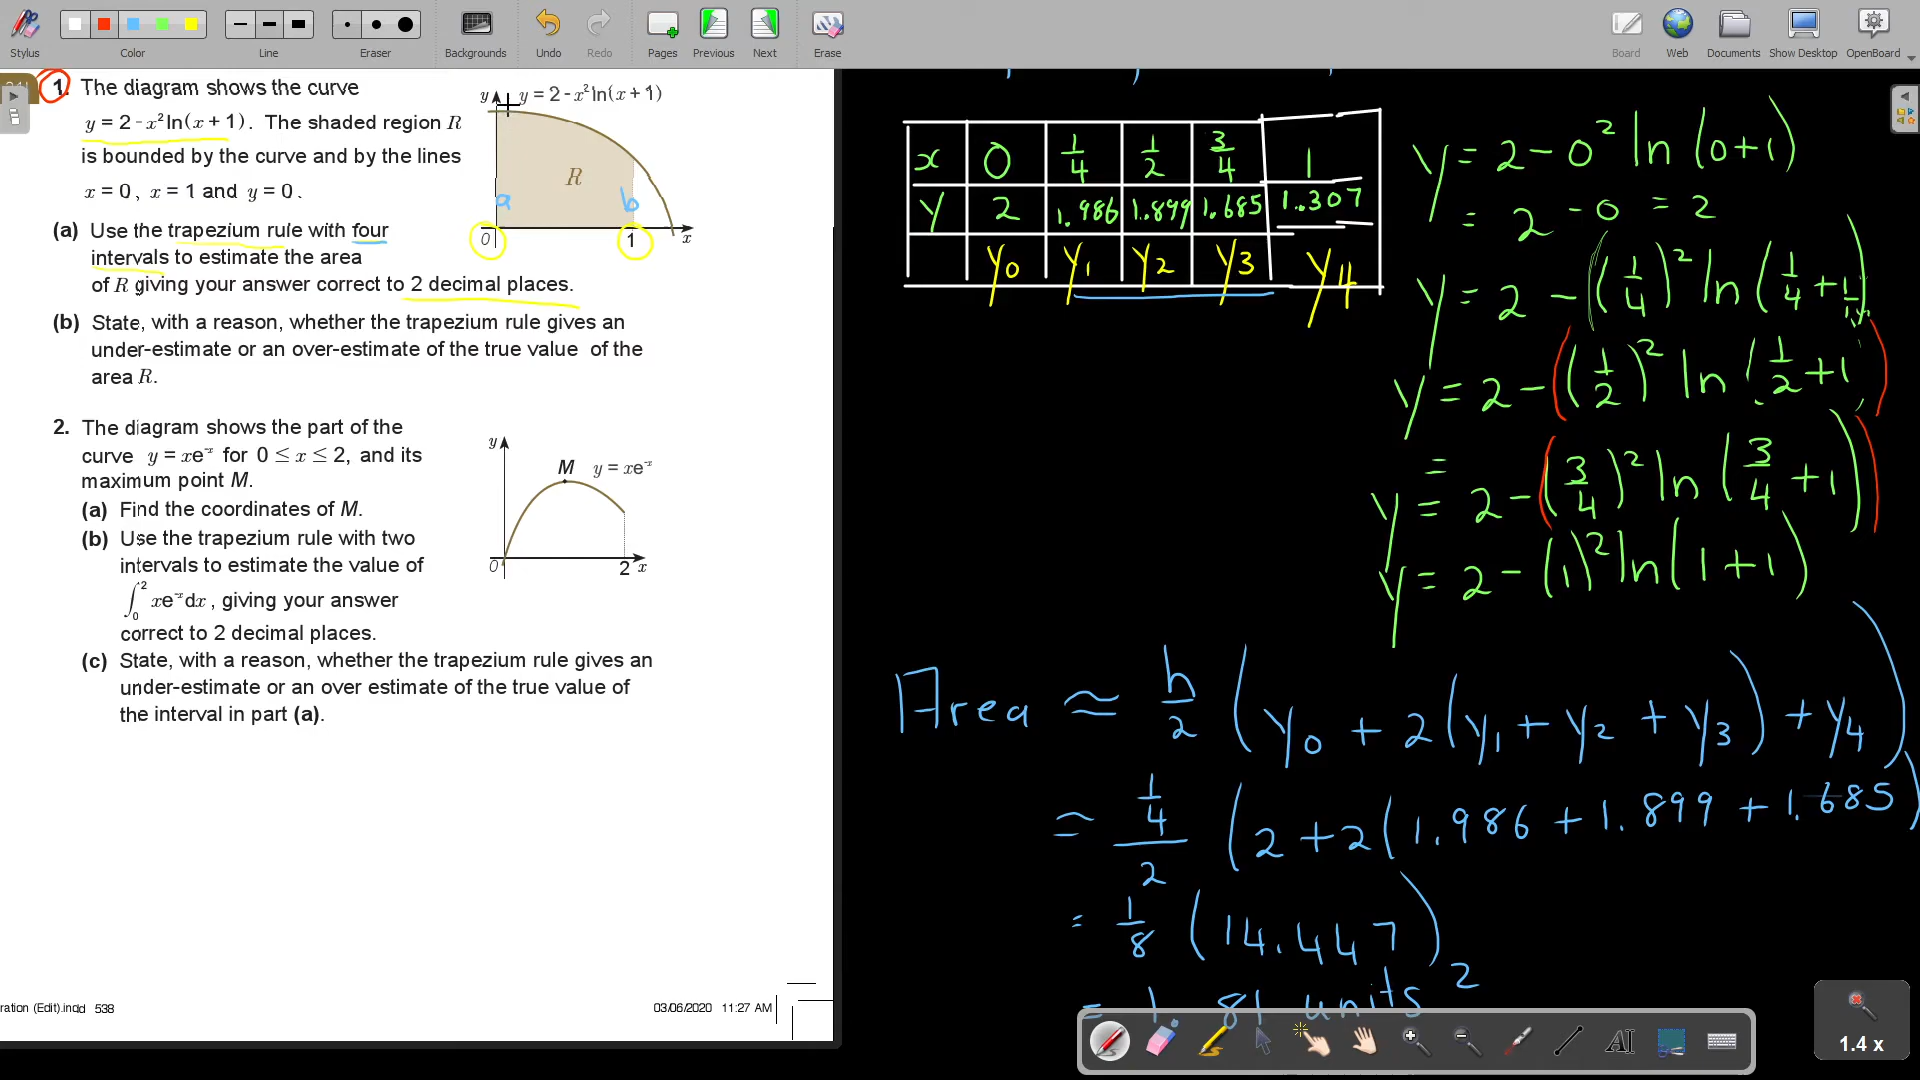 Stylus
Color
Line
Eraser
Backgrounds
Undo
Redo
Pages
Previous
Next
Erase
Board
Web
Documents
Show Desktop
OpenBoard
1. The diagram shows the curve
y = 2 - x² ln(x + 1). The shaded region R
is bounded by the curve and by the lines
x = 0, x = 1 and y = 0.
(a) Use the trapezium rule with four
intervals to estimate the area
of R giving your answer correct to 2 decimal places.
(b) State, with a reason, whether the trapezium rule gives an
under-estimate or an over-estimate of the true value of the
area R.
y
y = 2 - x² ln(x + 1)
R
a
b
0
1
x
2. The diagram shows the part of the
curve y = xe⁻ˣ for 0 ≤ x ≤ 2, and its
maximum point M.
(a) Find the coordinates of M.
(b) Use the trapezium rule with two
intervals to estimate the value of
∫₀² xe⁻ˣdx, giving your answer
correct to 2 decimal places.
(c) State, with a reason, whether the trapezium rule gives an
under-estimate or an over estimate of the true value of
the interval in part (a).
y
M y = xe⁻ˣ
0
2 x
ration (Edit).indd 538
03/06/2020 11:27 AM
x 0 1/4 1/2 3/4 1
y 2 1.986 1.899 1.685 1.307
y₀ y₁ y₂ y₃ y₄
y = 2 - 0² ln (0+1)
= 2 - 0 = 2
y = 2 - (1/4)² ln (1/4 + 1)
y = 2 - ((1/2)² ln (1/2 + 1))
=
y = 2 - ((3/4)² ln (3/4 + 1))
y = 2 - (1)² ln (1 + 1)
Area ≈ h/2 (y₀ + 2(y₁ + y₂ + y₃) + y₄)
≈ 1/4/2 (2 + 2(1.986 + 1.899 + 1.685)
= 1/8 (14.447)
= 1.81 units²
AI
1.4 x